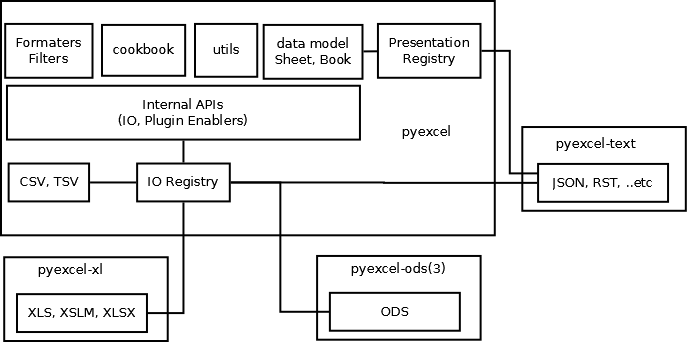 Formaters
Filters
cookbook
utils
data model
Sheet, Book
Presentation
Registry
Internal APIs
(IO, Plugin Enablers)
pyexcel
pyexcel-text
CSV, TSV
IO Registry
JSON, RST, ..etc
pyexcel-xl
pyexcel-ods(3)
XLS, XSLM, XLSX
ODS